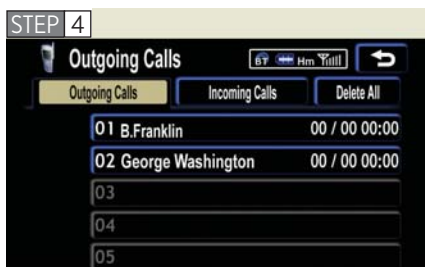 STEP 4
Outgoing Calls BT Hm
Outgoing Calls Incoming Calls Delete All
01 B.Franklin 00 / 00 00:00
02 George Washington 00 / 00 00:00
03
04
05